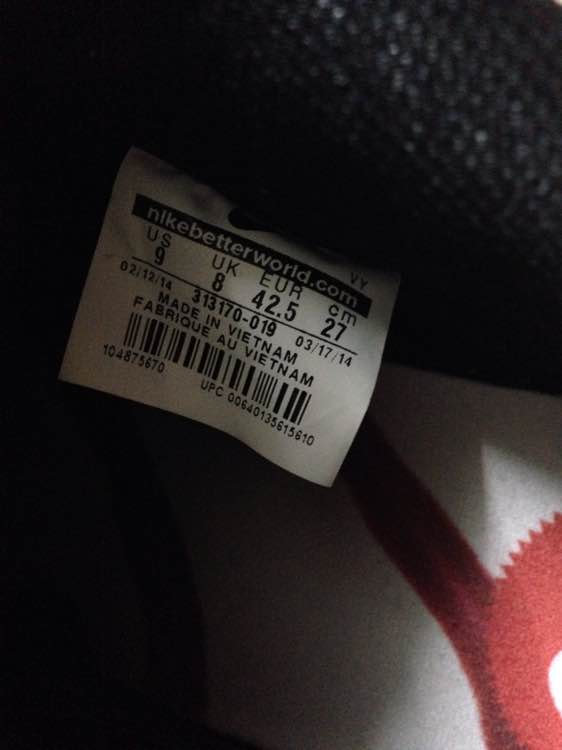 nikebetterworld.com
VY
US UK EUR cm
9 8 42.5 27
02/12/14 313170-019 03/17/14
MADE IN VIETNAM
FABRIQUE AU VIETNAM
104875670 UPC 00640135615610